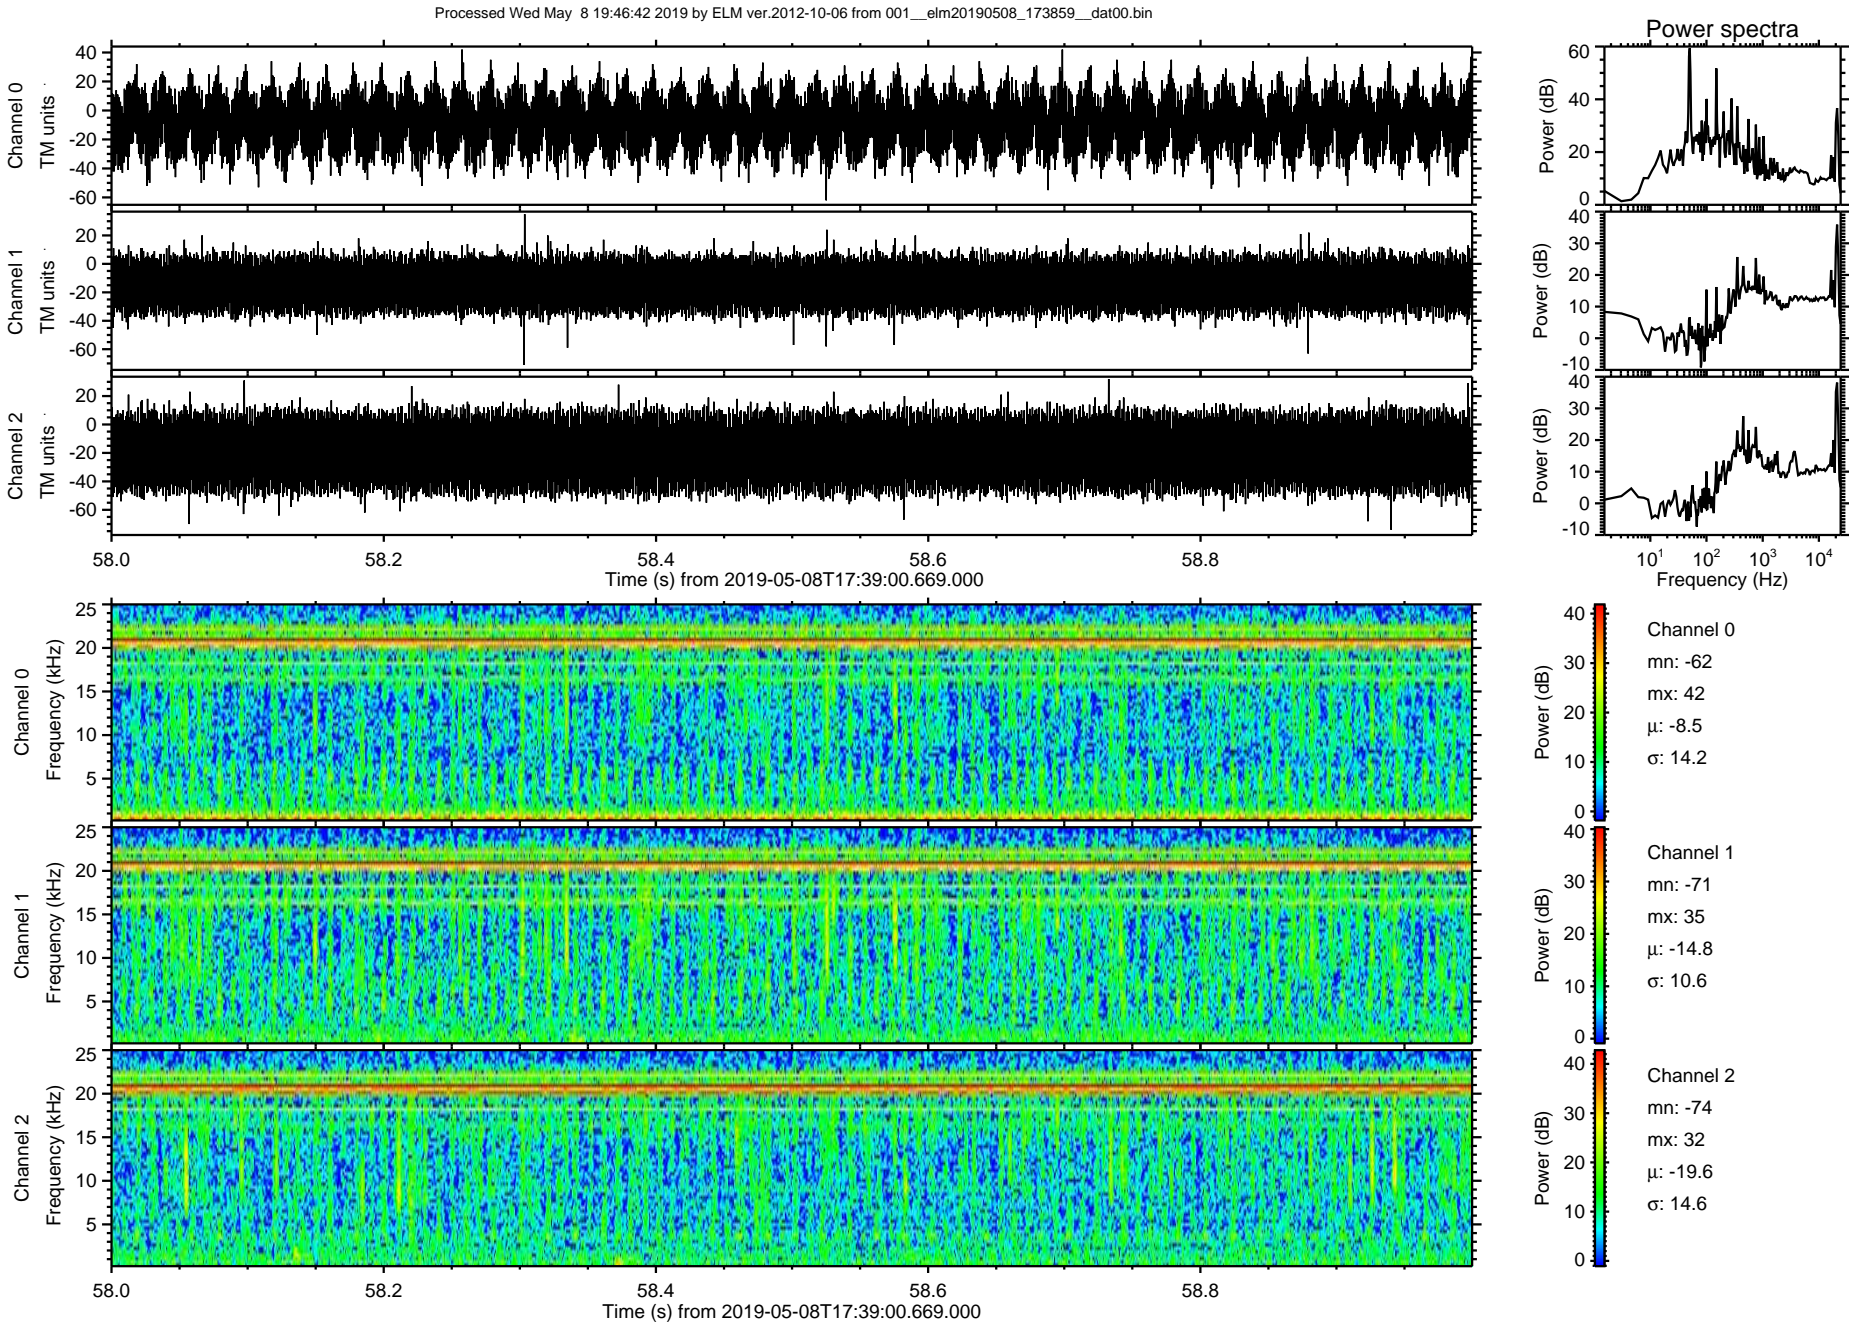 Processed Wed May  8 19:46:42 2019 by ELM ver.2012-10-06 from 001__elm20190508_173859__dat00.bin
Power spectra
Channel 0
TM units
40
20
0
-20
-40
-60
Power (dB)
60
40
20
0
Channel 1
TM units
20
0
-20
-40
-60
Power (dB)
40
30
20
10
0
-10
Channel 2
TM units
20
0
-20
-40
-60
Power (dB)
40
30
20
10
0
-10
58.0 58.2 58.4 58.6 58.8
Time (s) from 2019-05-08T17:39:00.669.000
10^1 10^2 10^3 10^4
Frequency (Hz)
Channel 0
Frequency (kHz)
25
20
15
10
5
Power (dB)
40
30
20
10
0
Channel 0
mn: -62
mx: 42
μ: -8.5
σ: 14.2
Channel 1
Frequency (kHz)
25
20
15
10
5
Power (dB)
40
30
20
10
0
Channel 1
mn: -71
mx: 35
μ: -14.8
σ: 10.6
Channel 2
Frequency (kHz)
25
20
15
10
5
Power (dB)
40
30
20
10
0
Channel 2
mn: -74
mx: 32
μ: -19.6
σ: 14.6
58.0 58.2 58.4 58.6 58.8
Time (s) from 2019-05-08T17:39:00.669.000